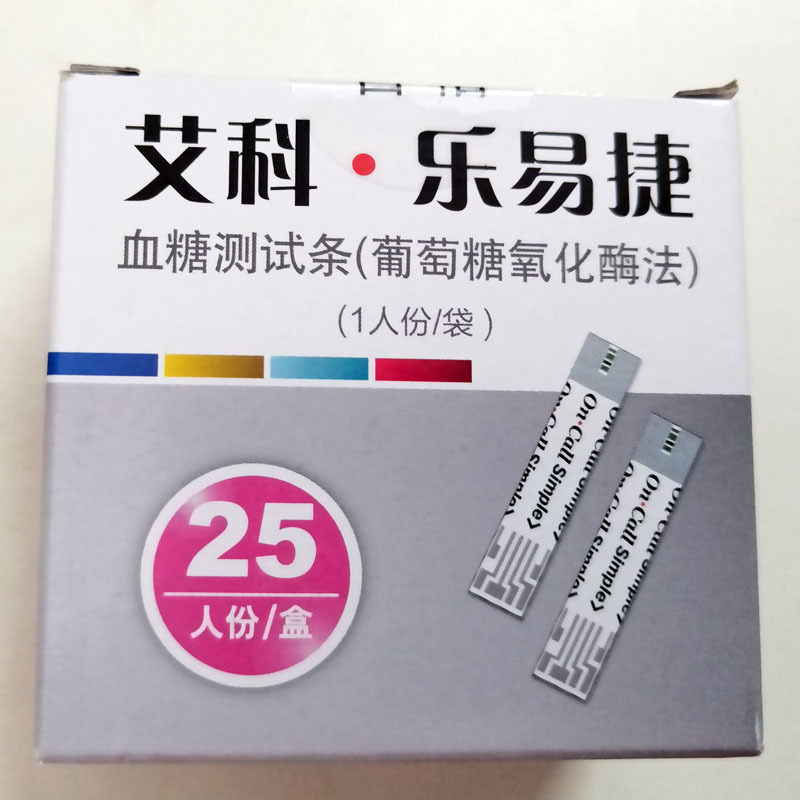 艾科·乐易捷
血糖测试条(葡萄糖氧化酶法)
(1人份/袋)
25
人份/盒
On·Call Simple>
On·Call Simple>